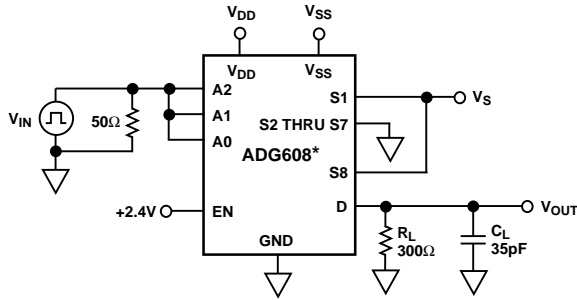 VDD
VSS
VDD
VSS
VIN
50Ω
A2
A1
A0
S1
VS
S2 THRU S7
ADG608*
S8
+2.4V
EN
D
VOUT
GND
RL
300Ω
CL
35pF